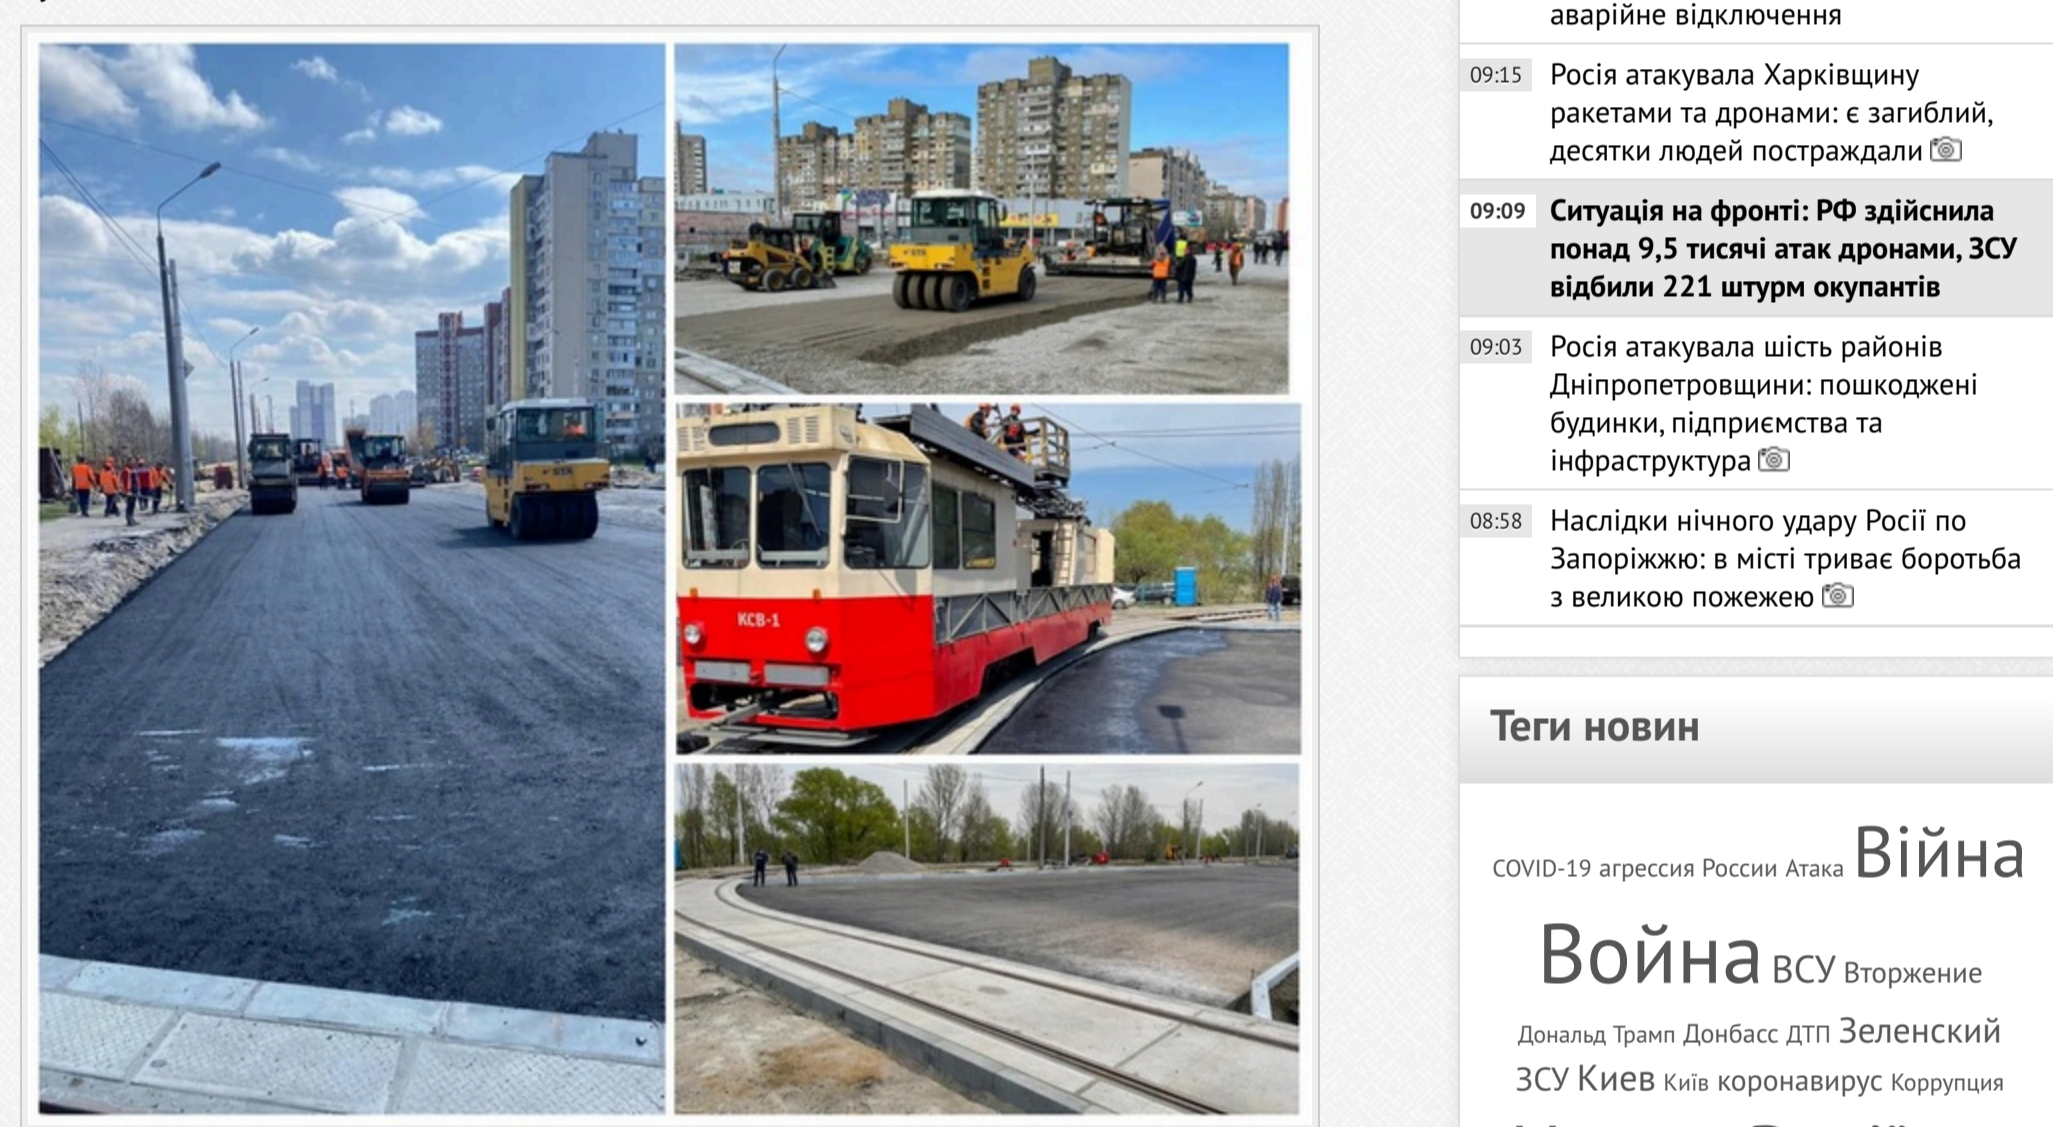 КСВ-1
аварійне відключення
09:15 Росія атакувала Харківщину
ракетами та дронами: є загиблий,
десятки людей постраждали
09:09 Ситуація на фронті: РФ здійснила
понад 9,5 тисячі атак дронами, ЗСУ
відбили 221 штурм окупантів
09:03 Росія атакувала шість районів
Дніпропетровщини: пошкоджені
будинки, підприємства та
інфраструктура
08:58 Наслідки нічного удару Росії по
Запоріжжю: в місті триває боротьба
з великою пожежею
Теги новин
COVID-19 агрессия России Атака Війна
Война ВСУ Вторжение
Дональд Трамп Донбасс ДТП Зеленский
ЗСУ Киев Київ коронавирус Коррупция